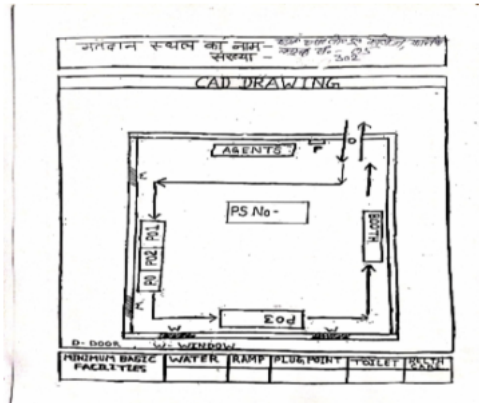 मतदान स्थल का नाम-
संख्या - 302
CAD DRAWING
AGENTS
D
W
PO1
PO2
PO
W
PS No-
BOOTH
PO3
W
W
D- DOOR, W- WINDOW
MINIMUM BASIC FACILITIES
WATER
RAMP
PLUG POINT
TOILET